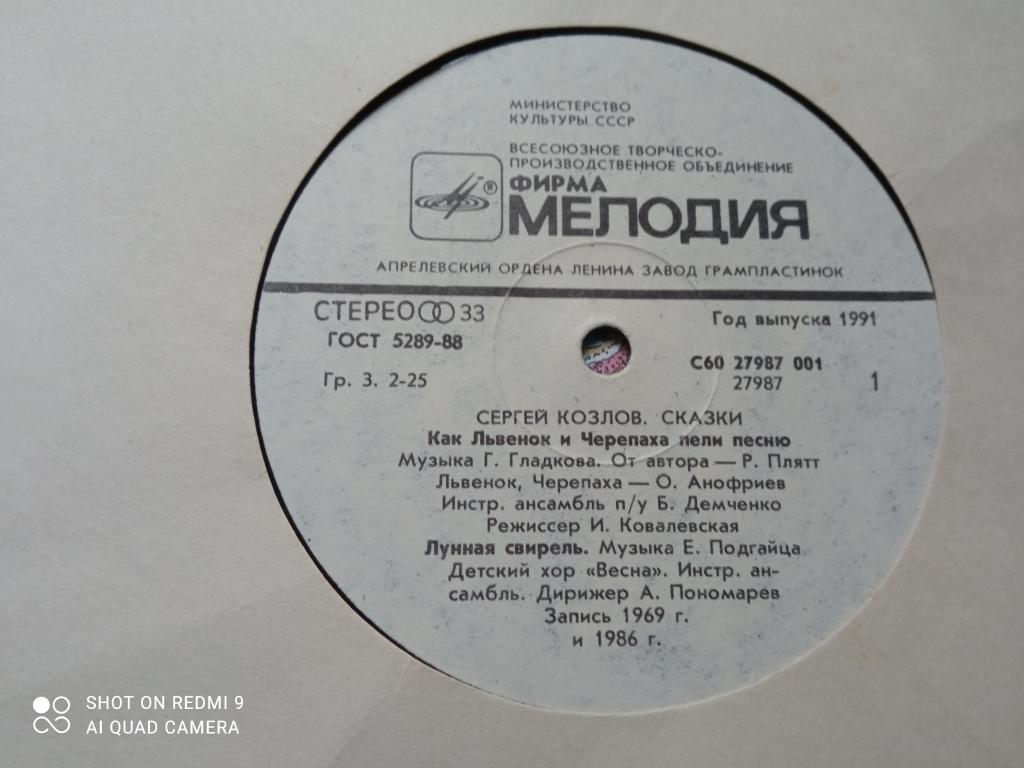 МИНИСТЕРСТВО
КУЛЬТУРЫ СССР
ВСЕСОЮЗНОЕ ТВОРЧЕСКО-
ПРОИЗВОДСТВЕННОЕ ОБЪЕДИНЕНИЕ
®
ФИРМА
МЕЛОДИЯ
АПРЕЛЕВСКИЙ ОРДЕНА ЛЕНИНА ЗАВОД ГРАМПЛАСТИНОК
СТЕРЕО 33
Год выпуска 1991
ГОСТ 5289-88
С60 27987 001
Гр. 3. 2-25
27987 1
СЕРГЕЙ КОЗЛОВ. СКАЗКИ
Как Львенок и Черепаха пели песню
Музыка Г. Гладкова. От автора — Р. Плятт
Львенок, Черепаха — О. Анофриев
Инстр. ансамбль п/у Б. Демченко
Режиссер И. Ковалевская
Лунная свирель. Музыка Е. Подгайца
Детский хор «Весна». Инстр. ан-
самбль. Дирижер А. Пономарев
Запись 1969 г.
и 1986 г.
SHOT ON REDMI 9
AI QUAD CAMERA